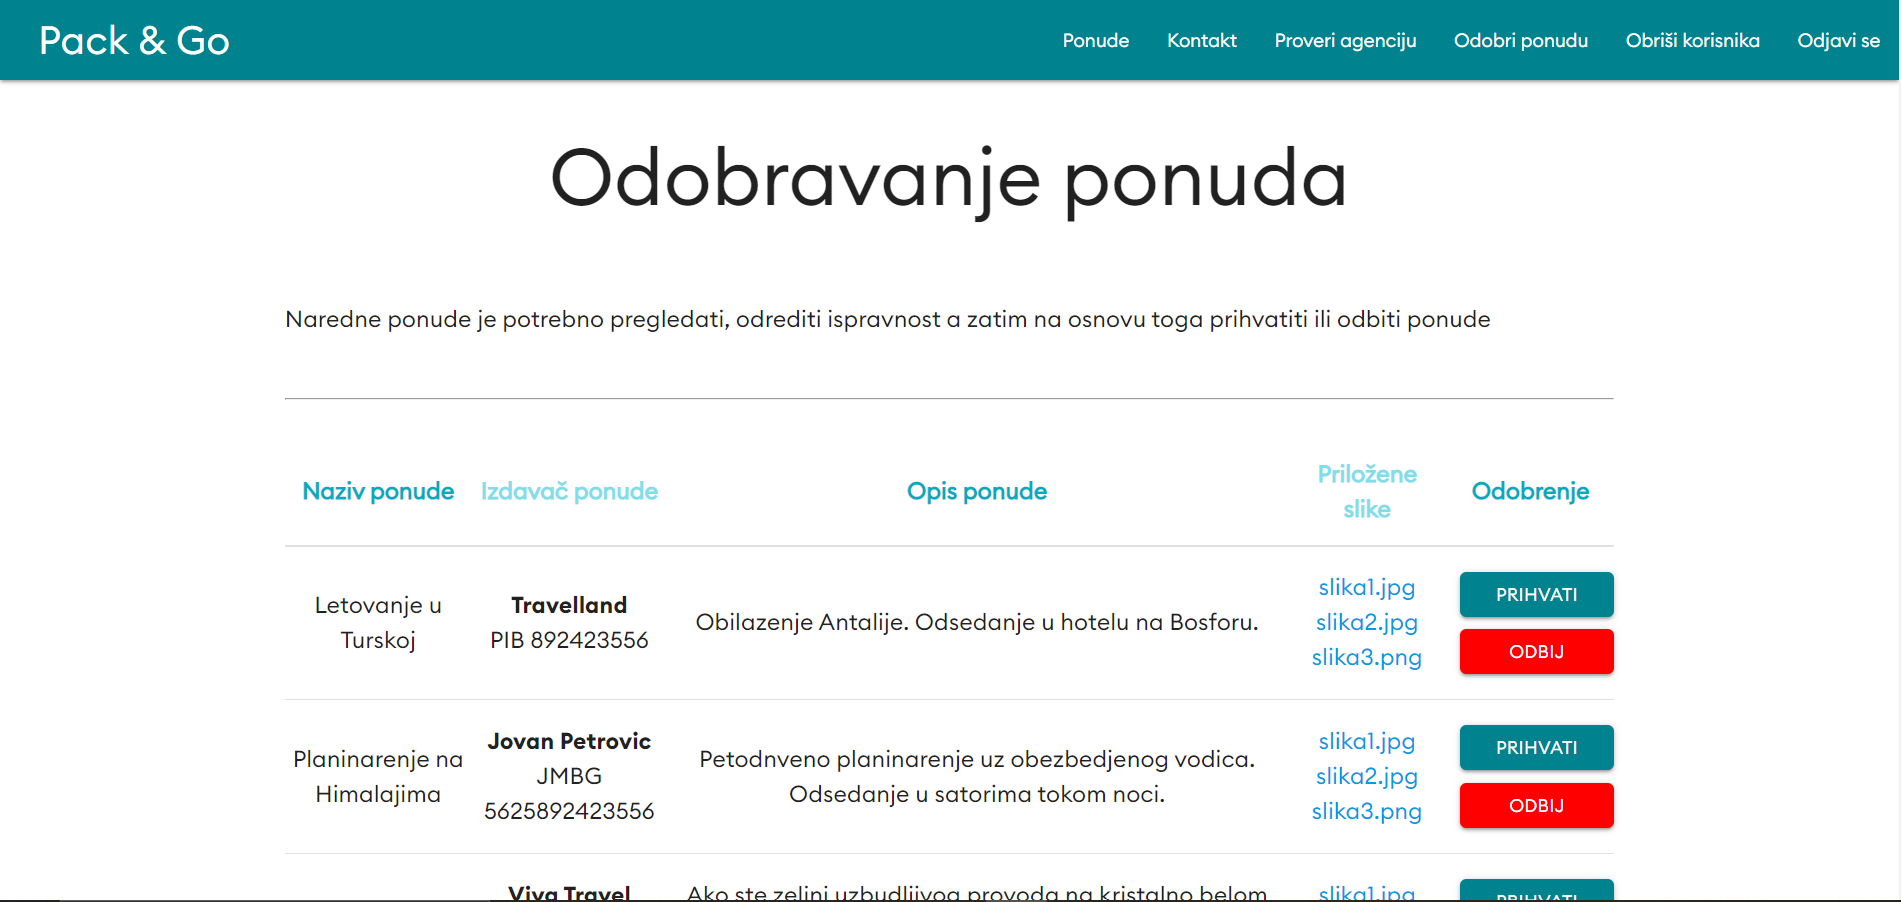 Pack & Go
Ponude Kontakt Proveri agenciju Odobri ponudu Obriši korisnika Odjavi se
Odobravanje ponuda
Naredne ponude je potrebno pregledati, odrediti ispravnost a zatim na osnovu toga prihvatiti ili odbiti ponude
Naziv ponude
Izdavač ponude
Opis ponude
Priložene
slike
Odobrenje
Letovanje u
Turskoj
Travelland
PIB 892423556
Obilazenje Antalije. Odsedanje u hotelu na Bosforu.
slika1.jpg
slika2.jpg
slika3.png
PRIHVATI
ODBIJ
Planinarenje na
Himalajima
Jovan Petrovic
JMBG
5625892423556
Petodnveno planinarenje uz obezbedjenog vodica.
Odsedanje u satorima tokom noci.
slika1.jpg
slika2.jpg
slika3.png
PRIHVATI
ODBIJ
Viva Travel
Ako ste zeljni uzbudljivog provoda na kristalno belom
slika1.jpg
PRIHVATI